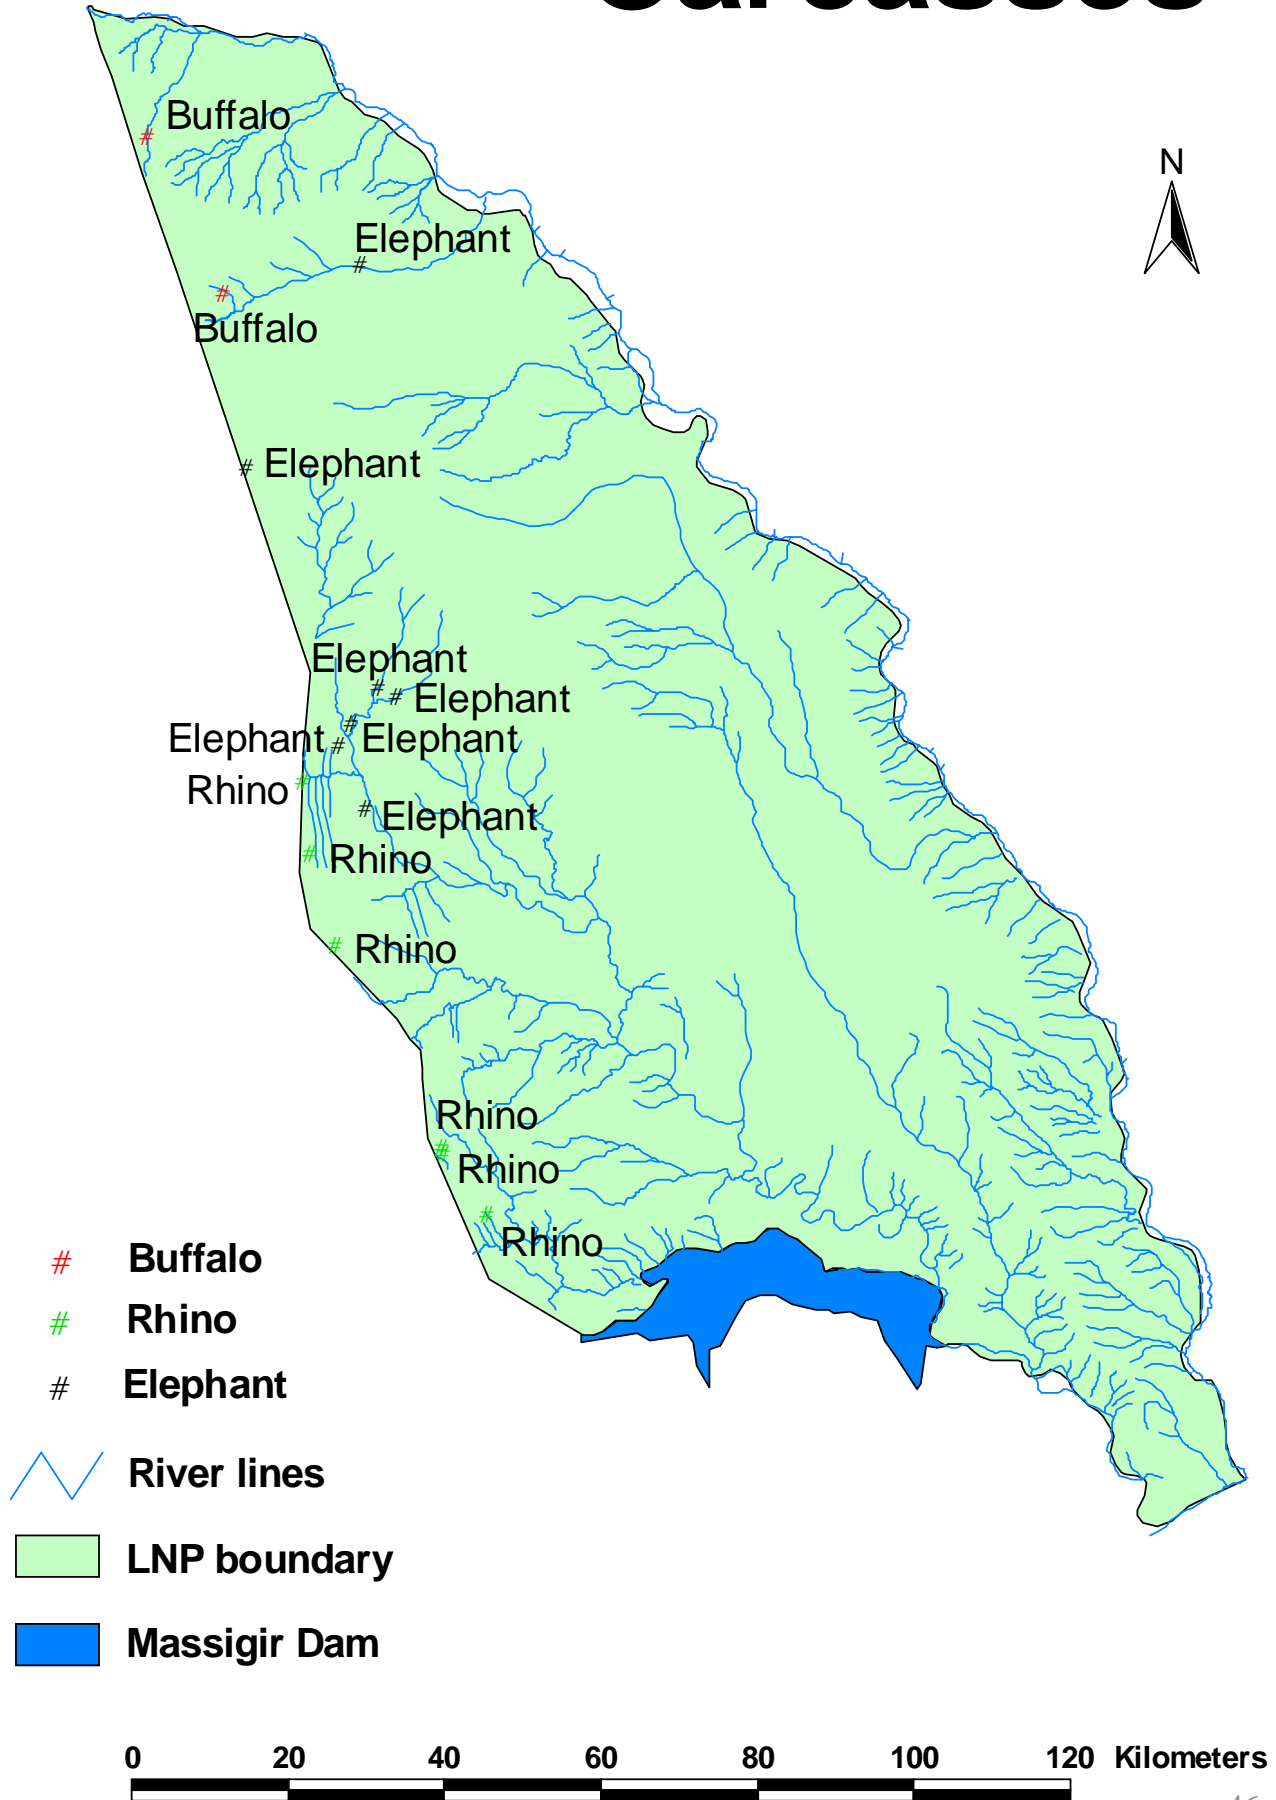 Carcasses
Buffalo
N
Elephant
Buffalo
Elephant
Elephant
Elephant
Elephant
Elephant
Rhino
Elephant
Rhino
Rhino
Rhino
Rhino
Rhino
Buffalo
Rhino
Elephant
River lines
LNP boundary
Massigir Dam
0 20 40 60 80 100 120 Kilometers